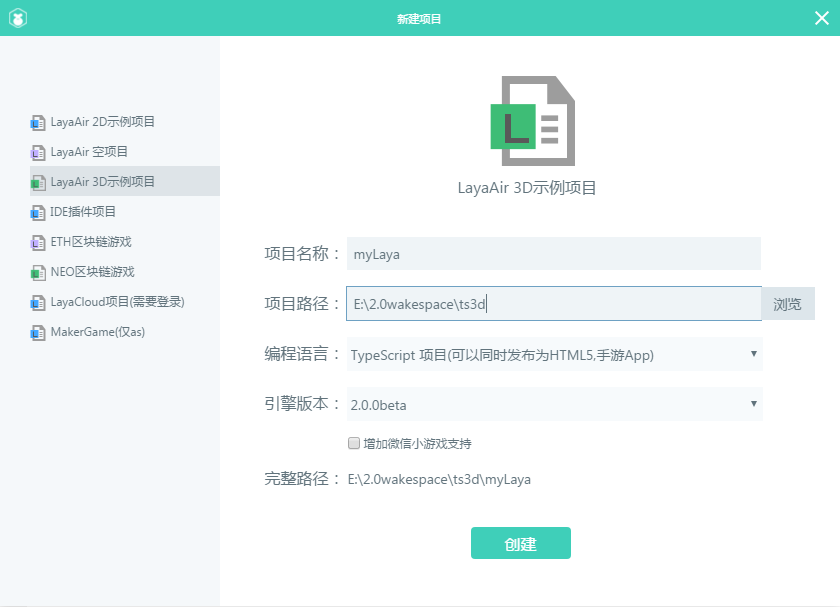 新建项目
LayaAir 2D示例项目
LayaAir 空项目
LayaAir 3D示例项目
IDE插件项目
ETH区块链游戏
NEO区块链游戏
LayaCloud项目(需要登录)
MakerGame(仅as)
L
LayaAir 3D示例项目
项目名称： myLaya
项目路径： E:\2.0wakespace\ts3d 浏览
编程语言： TypeScript 项目(可以同时发布为HTML5,手游App)
引擎版本： 2.0.0beta
增加微信小游戏支持
完整路径： E:\2.0wakespace\ts3d\myLaya
创建